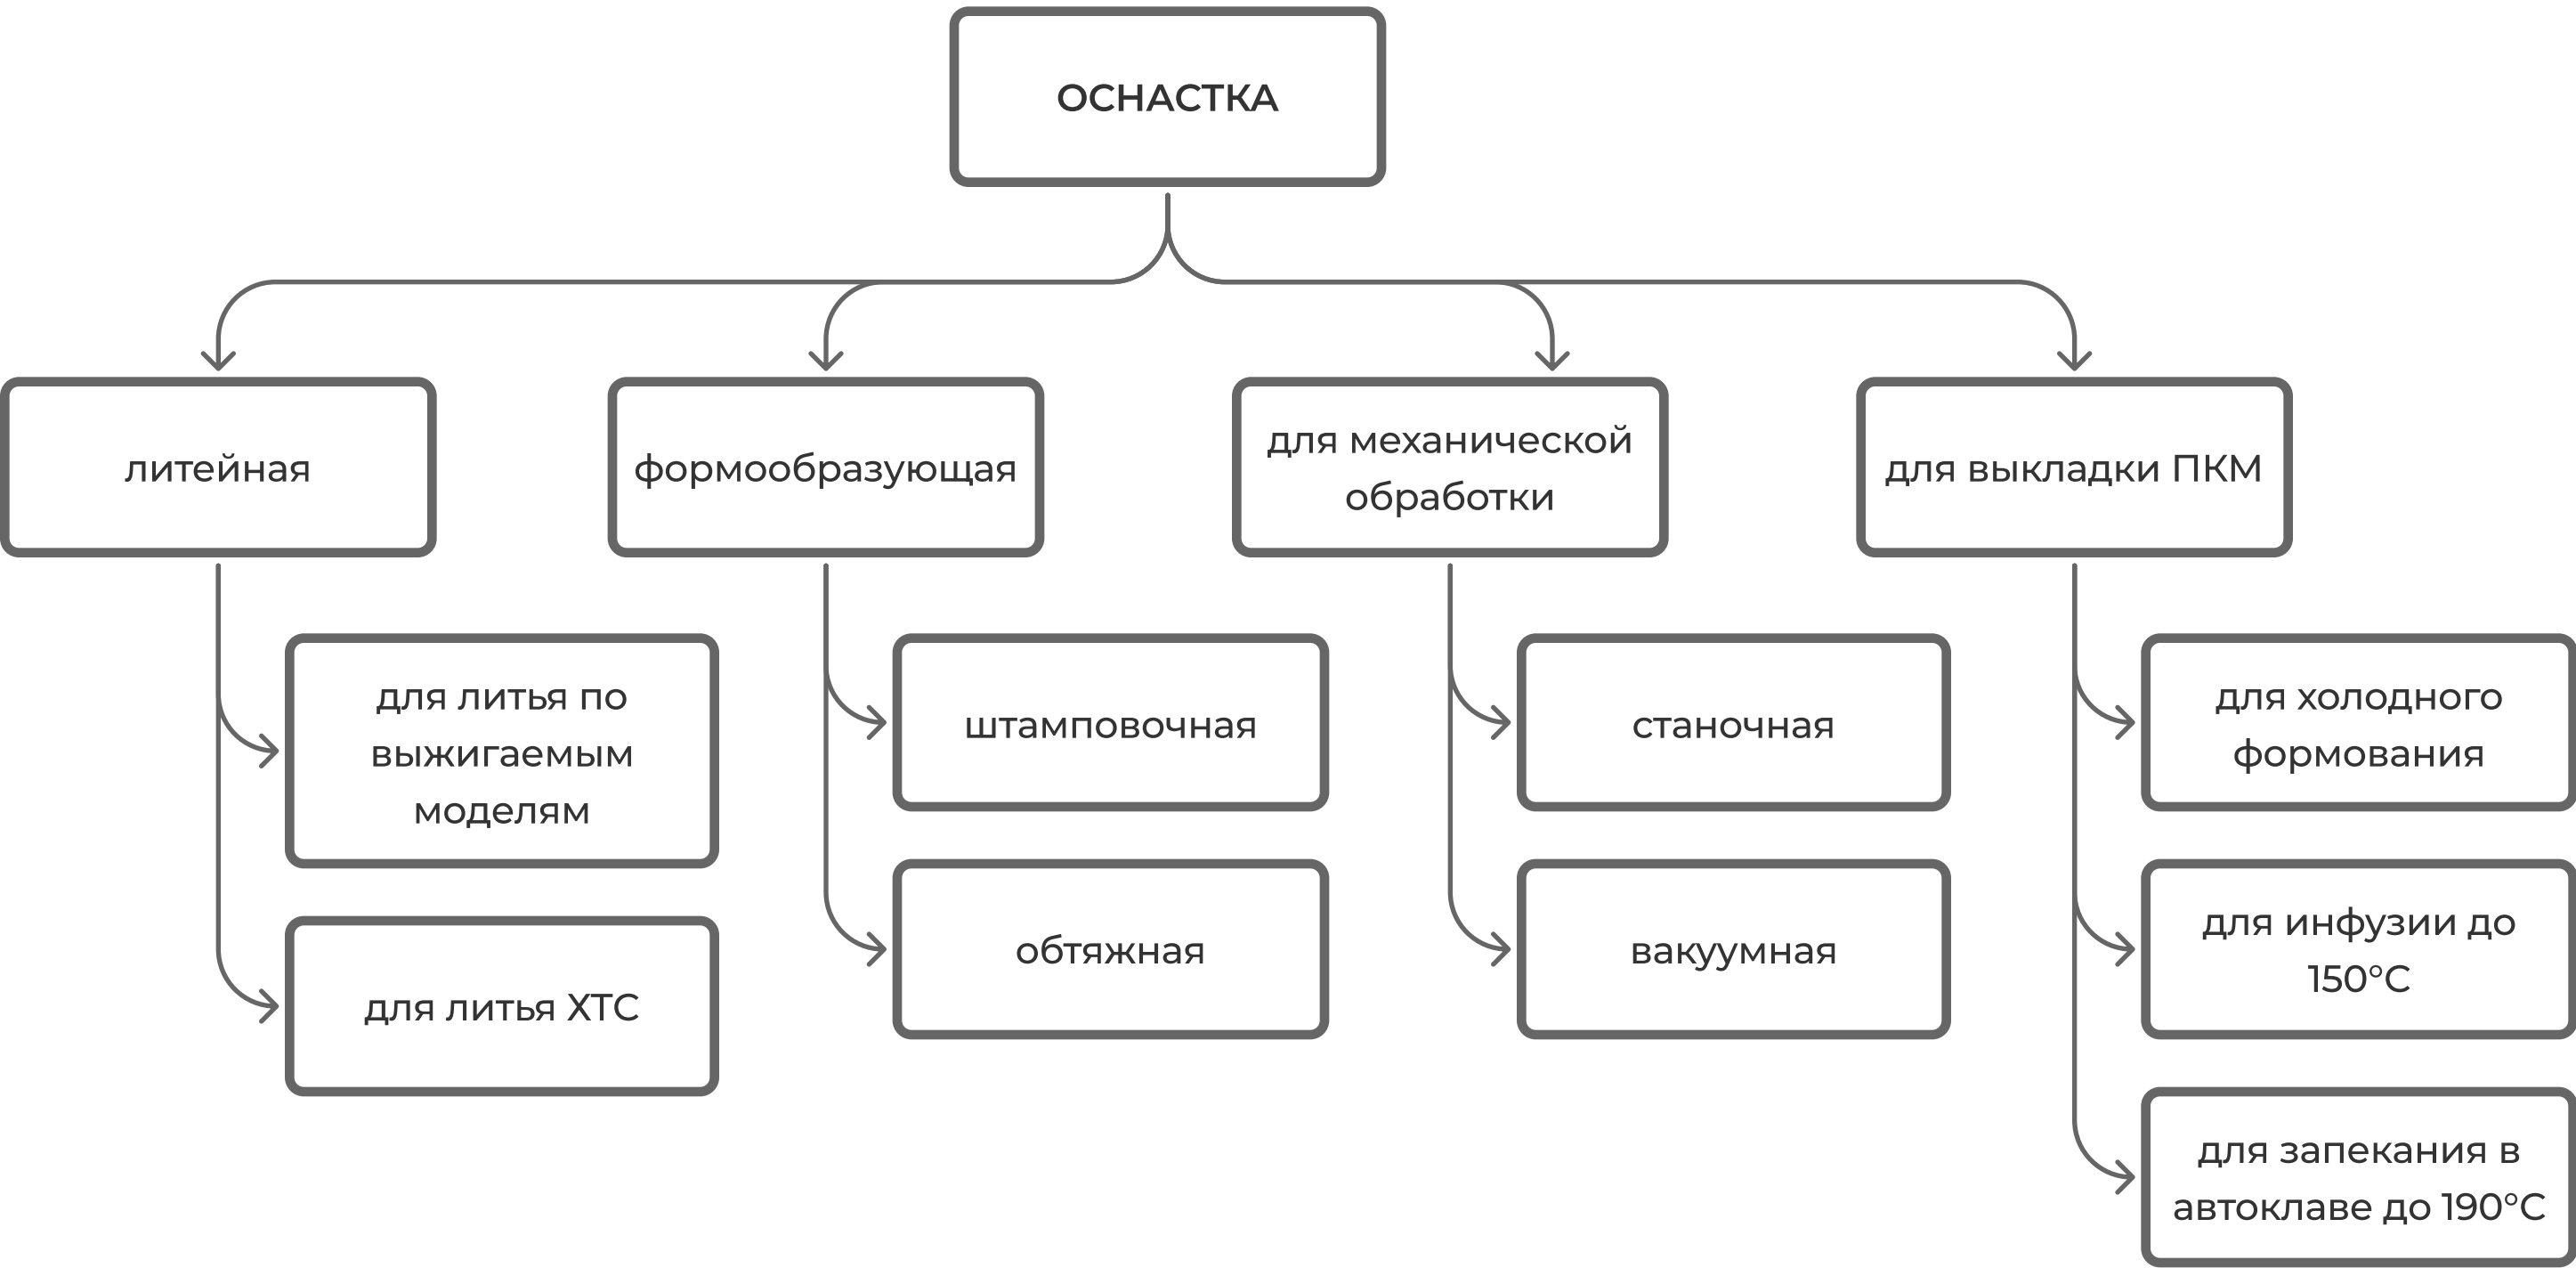 ОСНАСТКА
литейная
формообразующая
для механической
обработки
для выкладки ПКМ
для литья по
выжигаемым
моделям
для литья ХТС
штамповочная
обтяжная
станочная
вакуумная
для холодного
формования
для инфузии до
150°C
для запекания в
автоклаве до 190°C